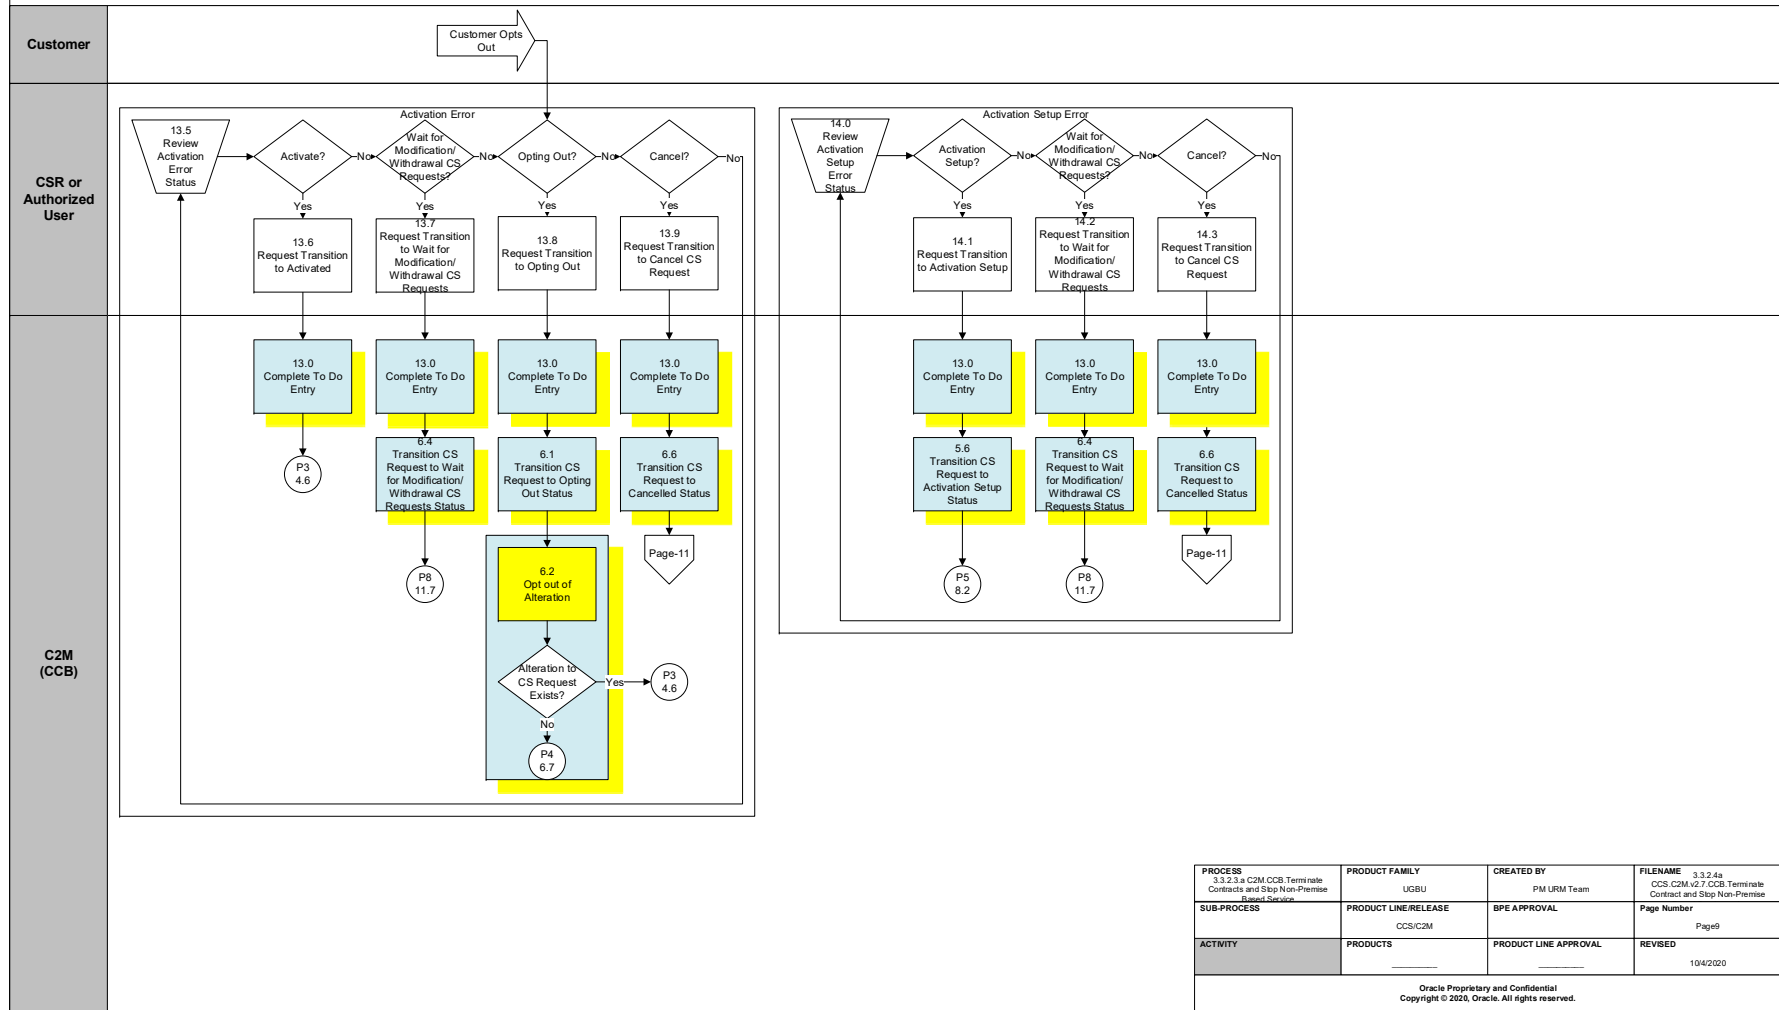 Customer
Customer Opts
Out
CSR or
Authorized
User
Activation Error
13.5
Review
Activation
Error
Status
Activate?
No
Wait for
Modification/
Withdrawal CS
Requests?
No
Opting Out?
No
Cancel?
No
Yes
Yes
Yes
Yes
13.6
Request Transition
to Activated
13.7
Request Transition
to Wait for
Modification/
Withdrawal CS
Requests
13.8
Request Transition
to Opting Out
13.9
Request Transition
to Cancel CS
Request
Activation Setup Error
14.0
Review
Activation
Setup
Error
Status
Activation
Setup?
No
Wait for
Modification/
Withdrawal CS
Requests?
No
Cancel?
No
Yes
Yes
Yes
14.1
Request Transition
to Activation Setup
14.2
Request Transition
to Wait for
Modification/
Withdrawal CS
Requests
14.3
Request Transition
to Cancel CS
Request
C2M
(CCB)
13.0
Complete To Do
Entry
13.0
Complete To Do
Entry
13.0
Complete To Do
Entry
13.0
Complete To Do
Entry
13.0
Complete To Do
Entry
13.0
Complete To Do
Entry
13.0
Complete To Do
Entry
P3
4.6
6.4
Transition CS
Request to Wait
for Modification/
Withdrawal CS
Requests Status
6.1
Transition CS
Request to Opting
Out Status
6.6
Transition CS
Request to
Cancelled Status
5.6
Transition CS
Request to
Activation Setup
Status
6.4
Transition CS
Request to Wait
for Modification/
Withdrawal CS
Requests Status
6.6
Transition CS
Request to
Cancelled Status
P8
11.7
6.2
Opt out of
Alteration
Page-11
P5
8.2
P8
11.7
Page-11
Alteration to
CS Request
Exists?
Yes
P3
4.6
No
P4
6.7
PROCESS
3.3.2.3.a C2M.CCB.Terminate
Contracts and Stop Non-Premise
Based Service
PRODUCT FAMILY
UGBU
CREATED BY
PM URM Team
FILENAME
3.3.2.4a
CCS.C2M.v2.7.CCB.Terminate
Contract and Stop Non-Premise
SUB-PROCESS
PRODUCT LINE/RELEASE
CCS/C2M
BPE APPROVAL
Page Number
Page9
ACTIVITY
PRODUCTS
__________
PRODUCT LINE APPROVAL
__________
REVISED
10/4/2020
Oracle Proprietary and Confidential
Copyright © 2020, Oracle. All rights reserved.